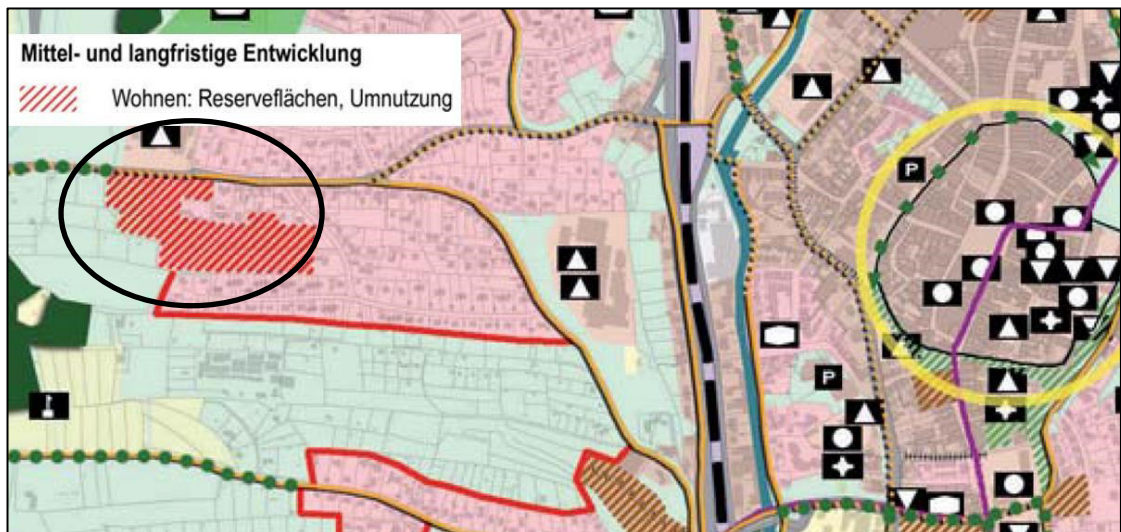 Mittel- und langfristige Entwicklung
Wohnen: Reserveflächen, Umnutzung
P
P